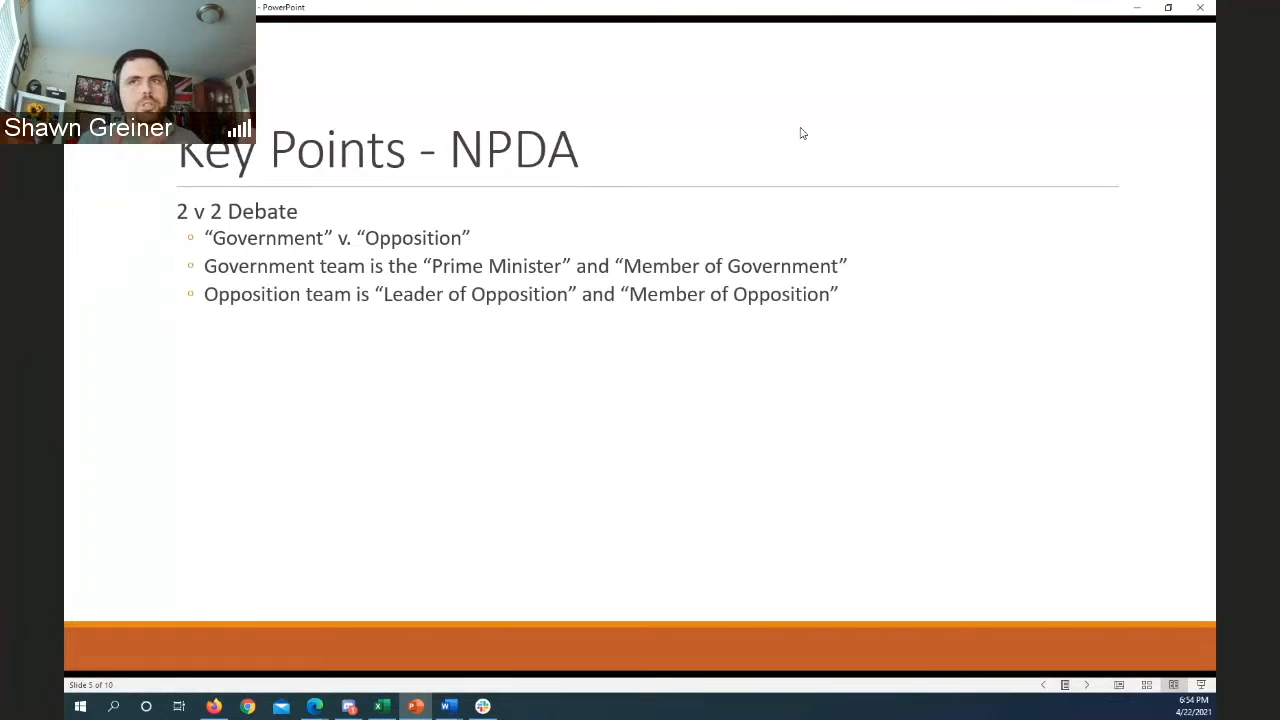 - PowerPoint
Shawn Greiner
Key Points - NPDA
2 v 2 Debate
“Government” v. “Opposition”
Government team is the “Prime Minister” and “Member of Government”
Opposition team is “Leader of Opposition” and “Member of Opposition”
Slide 5 of 10
6:54 PM
4/22/2021